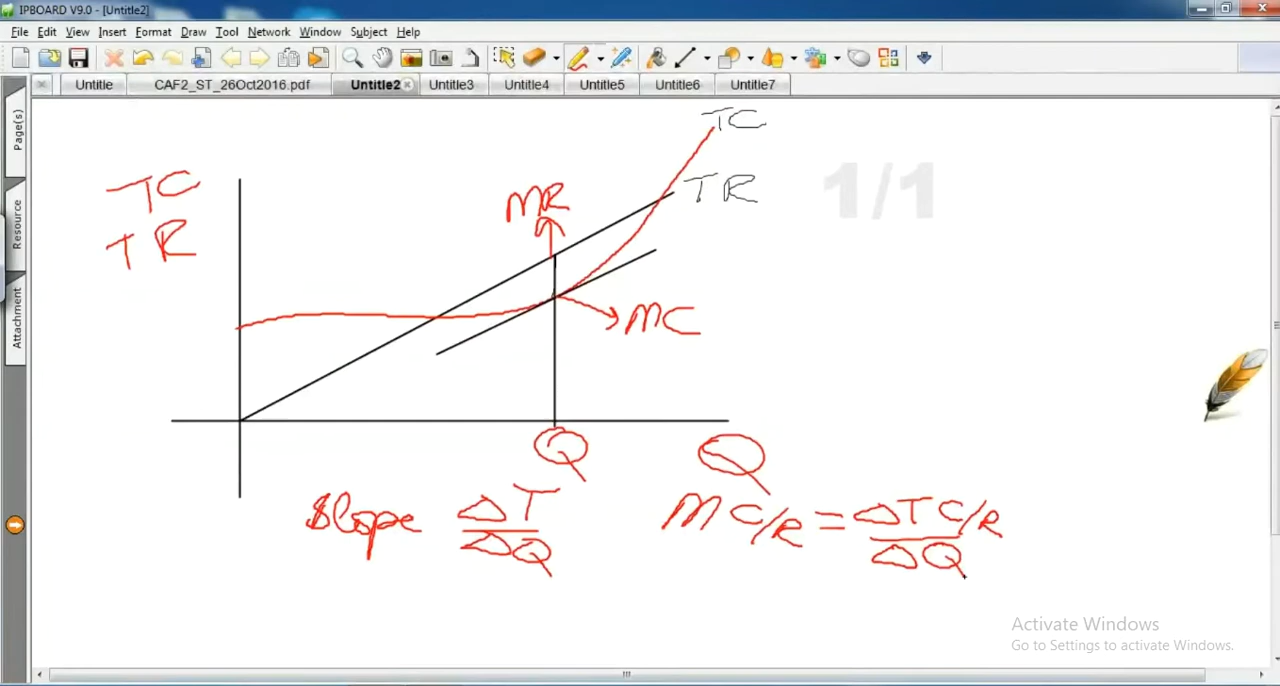 IPBOARD V9.0 - [Untitled2]
File Edit View Insert Format Draw Tool Network Window Subject Help
Untitle CAF2_ST_26Oct2016.pdf Untitle2 Untitle3 Untitle4 Untitle5 Untitle6 Untitle7
Page(s)
Resource
Attachment
1/1
TC
TR
TC
TR
MR
MC
Q
Q
Slope ΔT/ΔQ
MC/R = ΔTC/R / ΔQ
Activate Windows
Go to Settings to activate Windows.